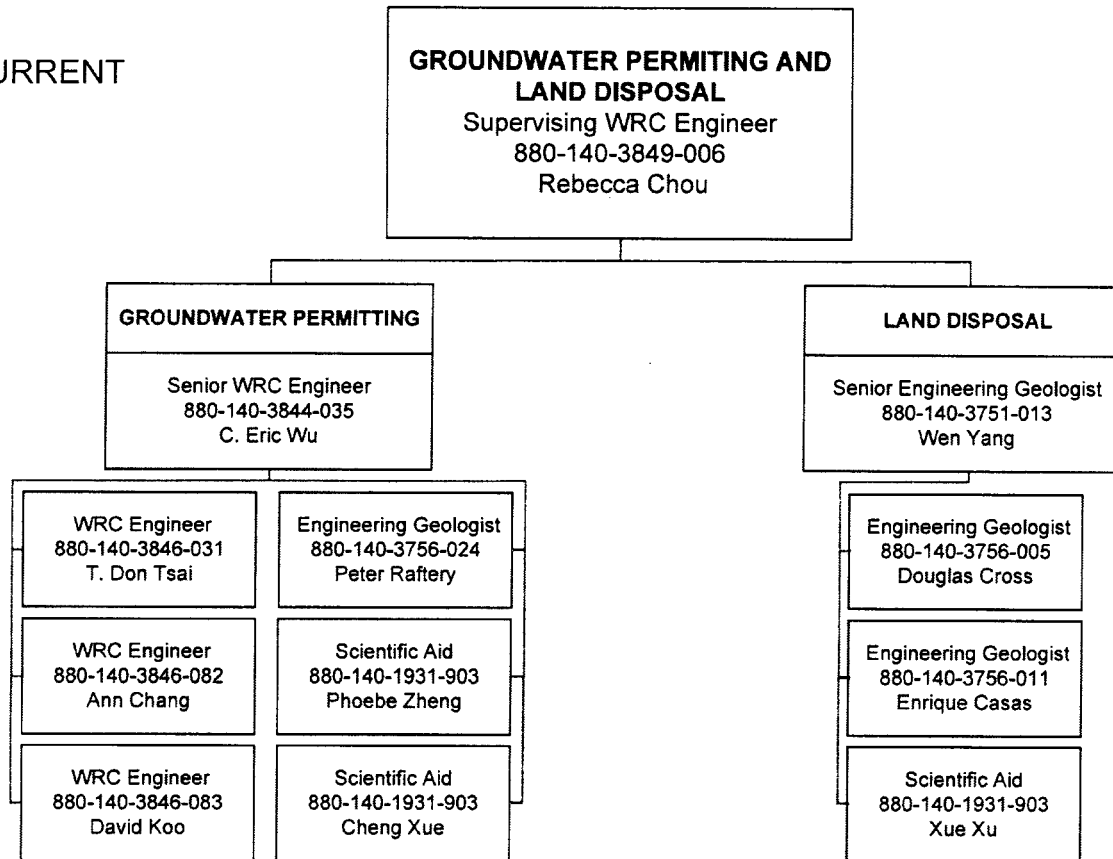 URRENT
GROUNDWATER PERMITING AND
LAND DISPOSAL
Supervising WRC Engineer
880-140-3849-006
Rebecca Chou
GROUNDWATER PERMITTING
Senior WRC Engineer
880-140-3844-035
C. Eric Wu
LAND DISPOSAL
Senior Engineering Geologist
880-140-3751-013
Wen Yang
WRC Engineer
880-140-3846-031
T. Don Tsai
Engineering Geologist
880-140-3756-024
Peter Raftery
Engineering Geologist
880-140-3756-005
Douglas Cross
WRC Engineer
880-140-3846-082
Ann Chang
Scientific Aid
880-140-1931-903
Phoebe Zheng
Engineering Geologist
880-140-3756-011
Enrique Casas
WRC Engineer
880-140-3846-083
David Koo
Scientific Aid
880-140-1931-903
Cheng Xue
Scientific Aid
880-140-1931-903
Xue Xu